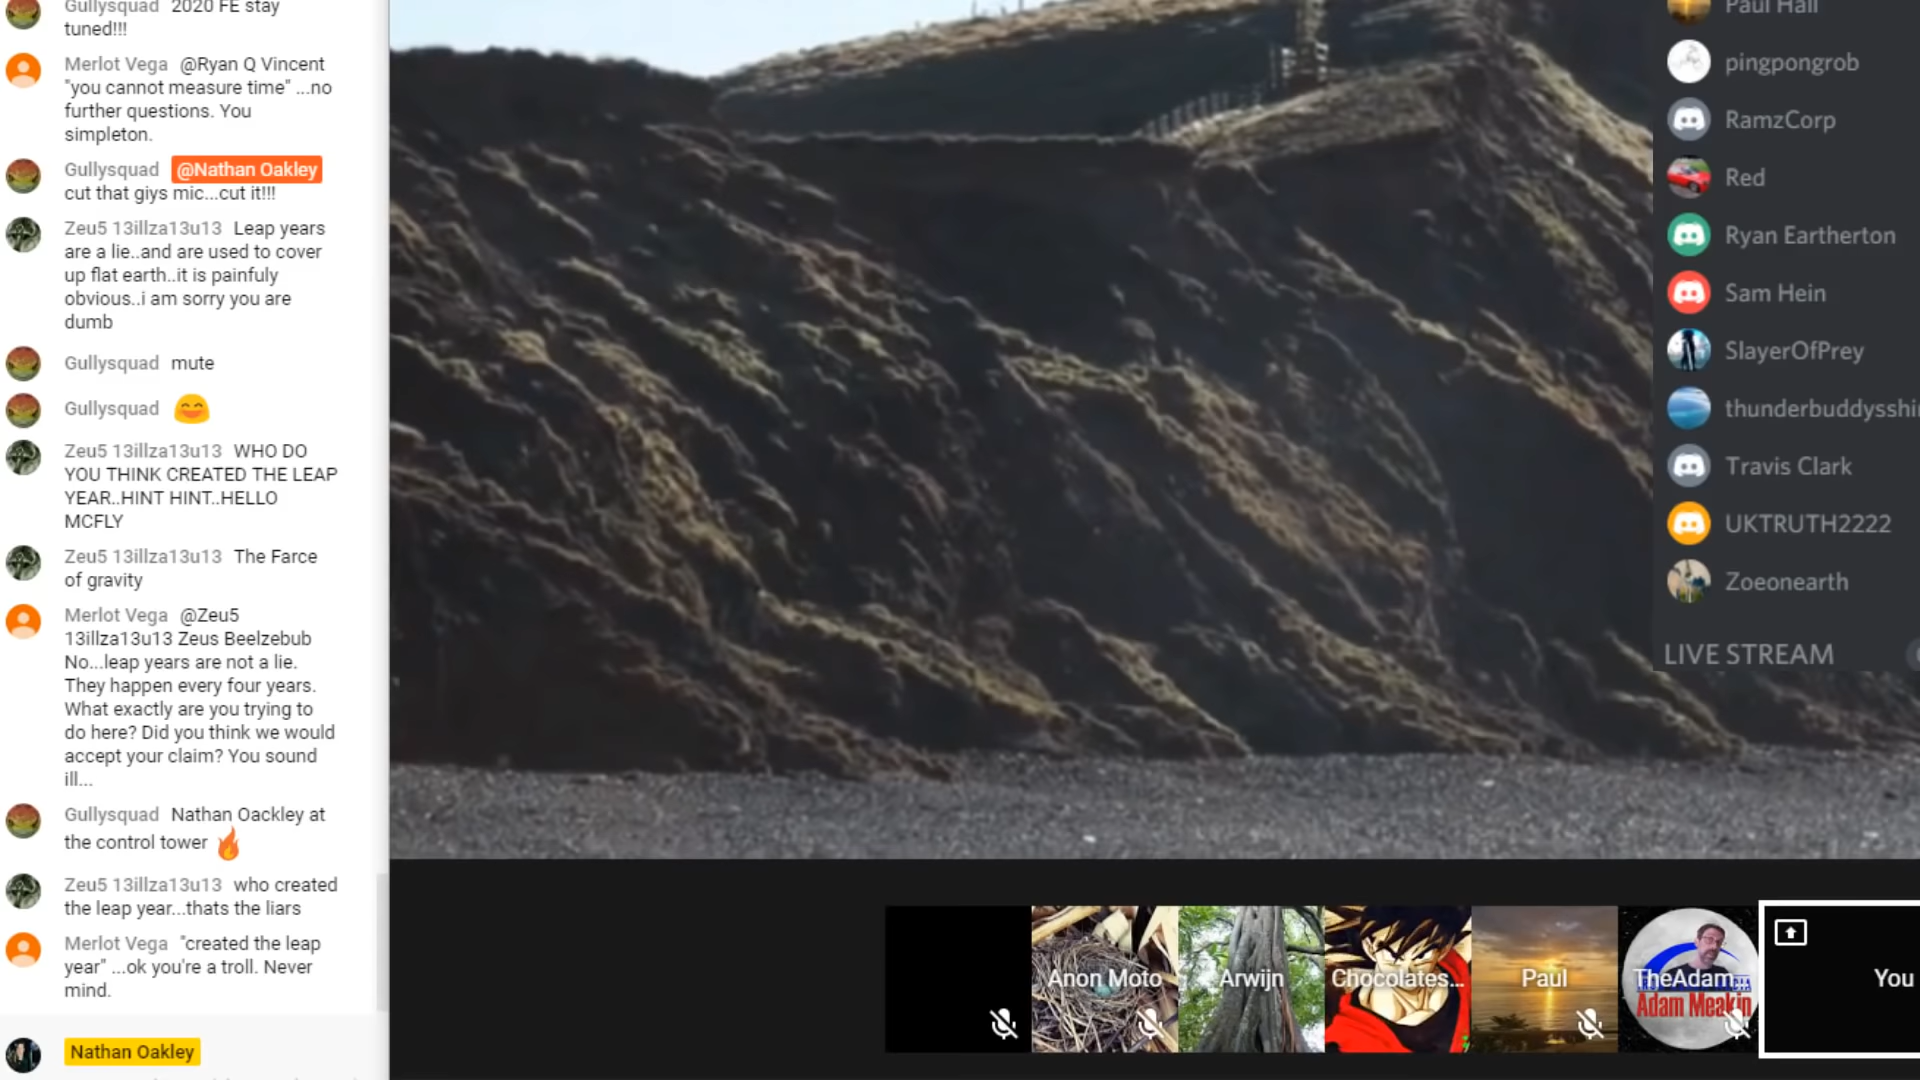 Gullysquad 2020 FE stay
tuned!!!
Merlot Vega @Ryan Q Vincent
"you cannot measure time" ...no
further questions. You
simpleton.
Gullysquad @Nathan Oakley
cut that giys mic...cut it!!!
Zeu5 13illza13u13 Leap years
are a lie..and are used to cover
up flat earth..it is painfuly
obvious..i am sorry you are
dumb
Gullysquad mute
Gullysquad 😄
Zeu5 13illza13u13 WHO DO
YOU THINK CREATED THE LEAP
YEAR..HINT HINT..HELLO
MCFLY
Zeu5 13illza13u13 The Farce
of gravity
Merlot Vega @Zeu5
13illza13u13 Zeus Beelzebub
No...leap years are not a lie.
They happen every four years.
What exactly are you trying to
do here? Did you think we would
accept your claim? You sound
ill...
Gullysquad Nathan Oackley at
the control tower 🔥
Zeu5 13illza13u13 who created
the leap year...thats the liars
Merlot Vega "created the leap
year" ...ok you're a troll. Never
mind.
Nathan Oakley
Paul Hall
pingpongrob
RamzCorp
Red
Ryan Eartherton
Sam Hein
SlayerOfPrey
thunderbuddysshi
Travis Clark
UKTRUTH2222
Zoeonearth
LIVE STREAM
Anon Moto
Arwijn
Chocolates...
Paul
TheAdam...
Adam Meakin
You